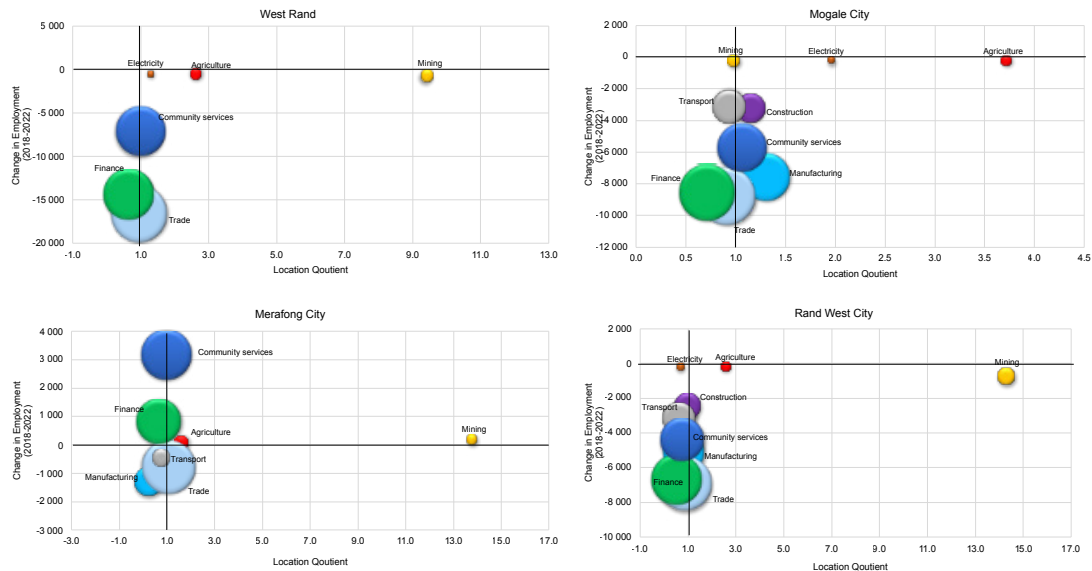 West Rand
Change in Employment
(2018-2022)
5 000
0
-5 000
-10 000
-15 000
-20 000
Electricity
Agriculture
Mining
Community services
Finance
Trade
-1.0 1.0 3.0 5.0 7.0 9.0 11.0 13.0
Location Qoutient
Mogale City
Change in Employment
(2018-2022)
2 000
0
-2 000
-4 000
-6 000
-8 000
-10 000
-12 000
Mining
Electricity
Agriculture
Transport
Construction
Community services
Manufacturing
Finance
Trade
0.0 0.5 1.0 1.5 2.0 2.5 3.0 3.5 4.0 4.5
Location Qoutient
Merafong City
Change in Employment
(2018-2022)
4 000
3 000
2 000
1 000
0
-1 000
-2 000
-3 000
Community services
Finance
Agriculture
Mining
Transport
Manufacturing
Trade
-3.0 -1.0 1.0 3.0 5.0 7.0 9.0 11.0 13.0 15.0 17.0
Location Qoutient
Rand West City
Change in Employment
(2018-2022)
2 000
0
-2 000
-4 000
-6 000
-8 000
-10 000
Electricity
Agriculture
Mining
Construction
Transport
Community services
Manufacturing
Finance
Trade
-1.0 1.0 3.0 5.0 7.0 9.0 11.0 13.0 15.0 17.0
Location Qoutient